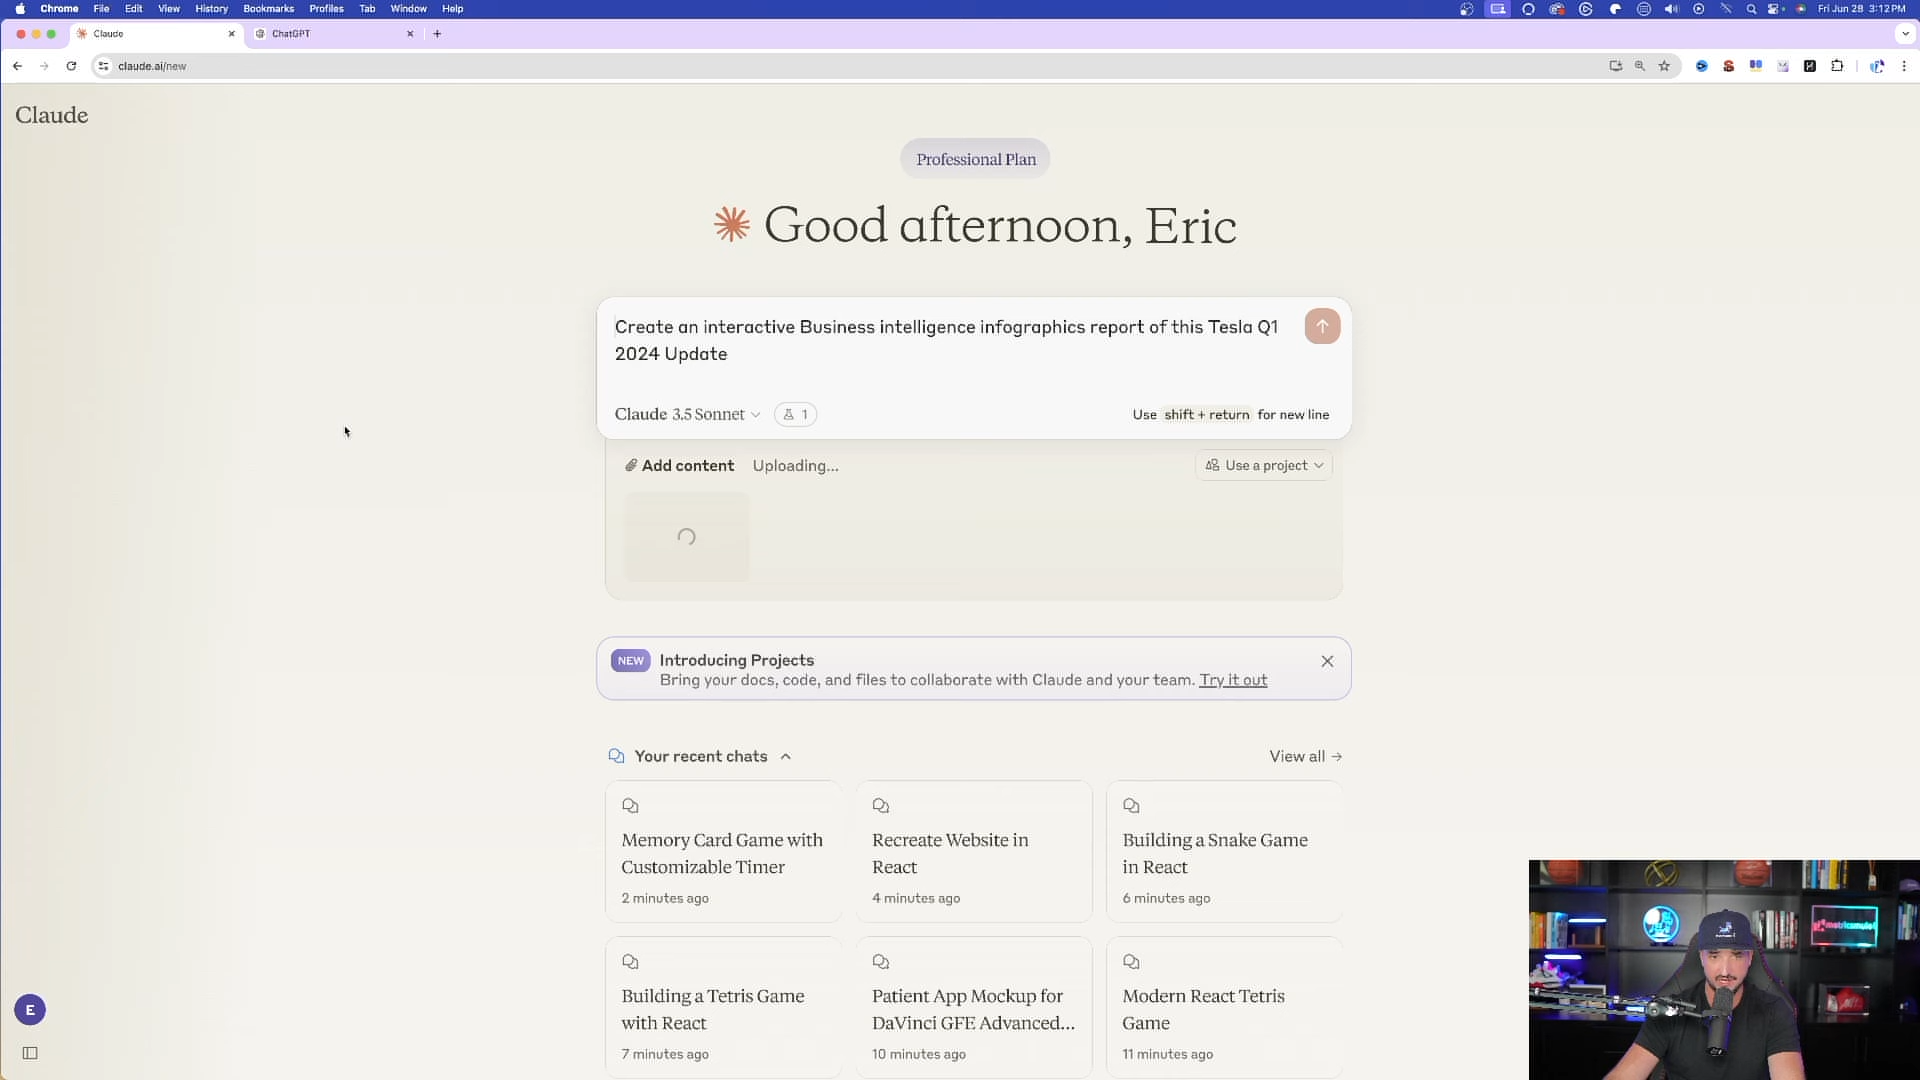 Chrome File Edit View History Bookmarks Profiles Tab Window Help
Fri Jun 28 3:12 PM
Claude
ChatGPT
claude.ai/new
Claude
Professional Plan
Good afternoon, Eric
Create an interactive Business intelligence infographics report of this Tesla Q1
2024 Update
Claude 3.5 Sonnet
1
Use shift + return for new line
Add content
Uploading...
Use a project
NEW
Introducing Projects
Bring your docs, code, and files to collaborate with Claude and your team. Try it out
Your recent chats
View all
Memory Card Game with
Customizable Timer
2 minutes ago
Recreate Website in
React
4 minutes ago
Building a Snake Game
in React
6 minutes ago
Building a Tetris Game
with React
7 minutes ago
Patient App Mockup for
DaVinci GFE Advanced...
10 minutes ago
Modern React Tetris
Game
11 minutes ago
E